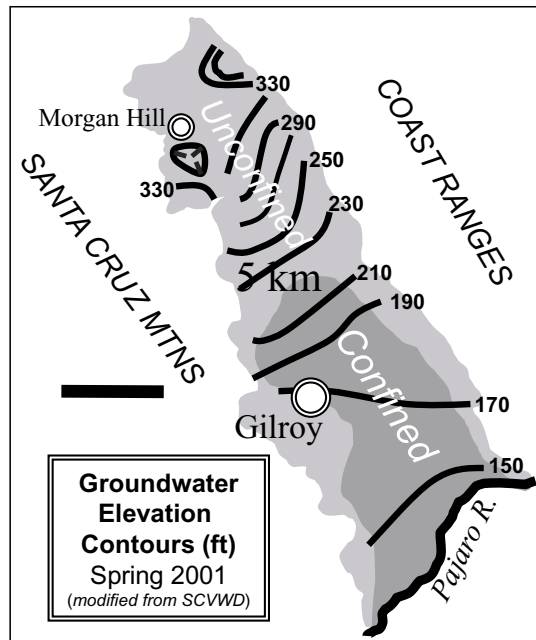 330
Morgan Hill
290
Unconfined
COAST RANGES
250
330
230
SANTA CRUZ MTNS
5 km
210
190
Confined
170
Gilroy
150
Pajaro R.
Groundwater
Elevation
Contours (ft)
Spring 2001
(modified from SCVWD)